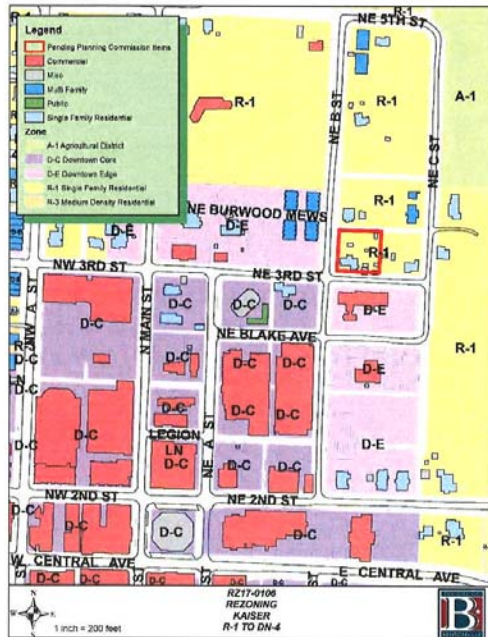 Legend
Pending Planning Commission Items
Commercial
Misc
Multi Family
Public
Single Family Residential
Zone
A-1 Agricultural District
D-C Downtown Core
D-E Downtown Edge
R-1 Single Family Residential
R-3 Medium Density Residential
R-1
NE 5TH ST
R-1
R-1
A-1
NE B ST
NE C ST
NE BURWOOD MEWS
R-1
D-E
D-E
R-1
NW 3RD ST
NE 3RD ST
D-C
D-C
D-C
D-E
NW A ST
N MAIN ST
D-C
NE BLAKE AVE
D-C
D-C
D-C
D-E
R-1
D-C
D-C
D-C
D-C
D-C
D-C
D-E
LEGION
LN
D-C
NE A ST
D-C
D-C
NW 2ND ST
NE 2ND ST
D-C
D-C
D-C
D-C
R-1
W CENTRAL AVE
E CENTRAL AVE
D-C
D-C
D-C
N
W E
S
1 inch = 200 feet
RZ17-0106
REZONING
KAISER
R-1 TO DN-4
B